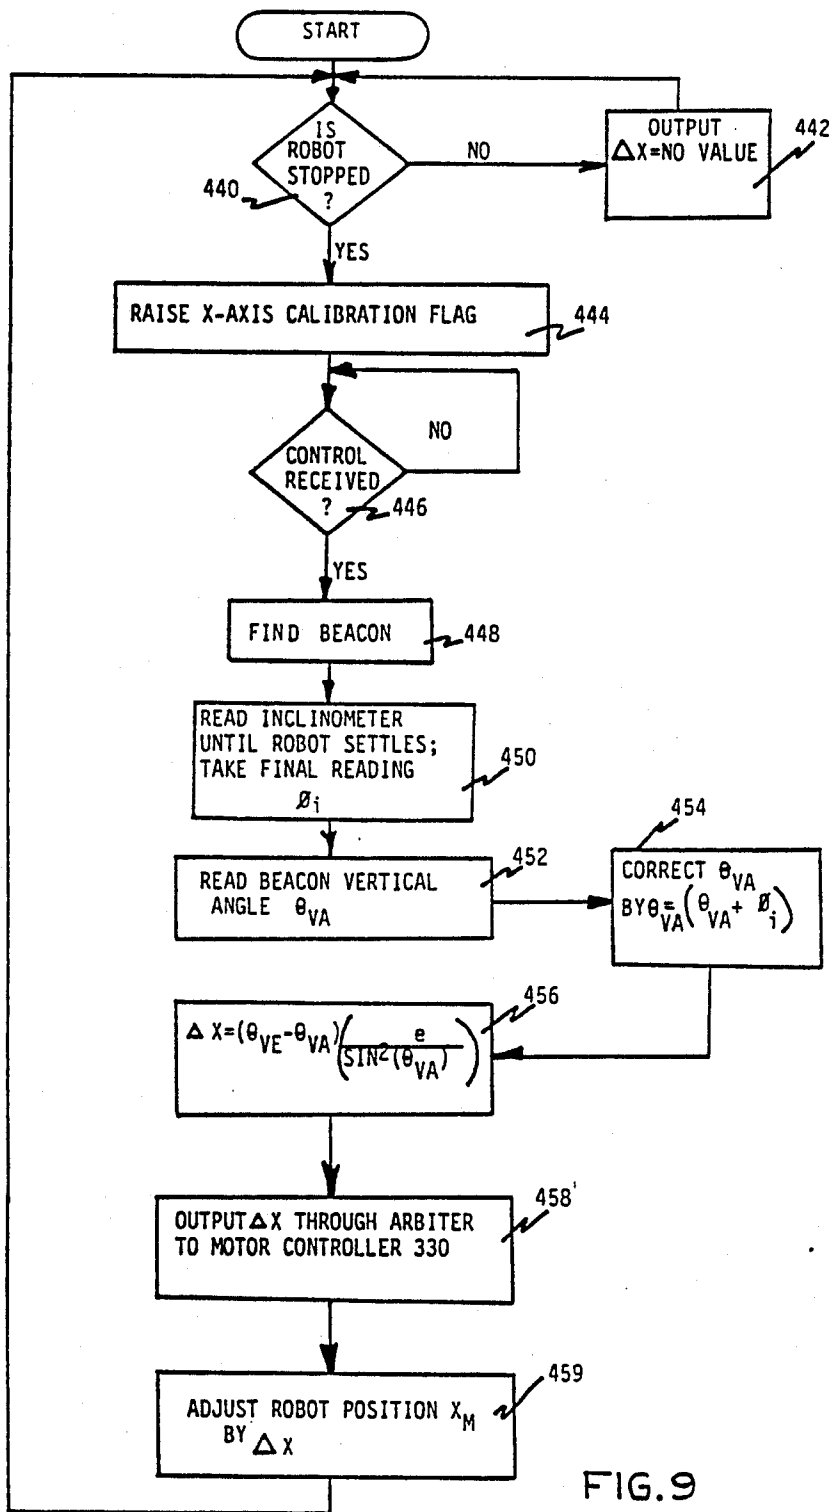 START
IS
ROBOT
STOPPED
?
440
NO
OUTPUT
ΔX=NO VALUE
442
YES
RAISE X-AXIS CALIBRATION FLAG
444
NO
CONTROL
RECEIVED
?
446
YES
FIND BEACON
448
READ INCLINOMETER
UNTIL ROBOT SETTLES;
TAKE FINAL READING
Øi
450
READ BEACON VERTICAL
ANGLE θVA
452
454
CORRECT θVA
BY θVA=(θVA+Øi)
456
ΔX=(θVE-θVA)(e/SIN2(θVA))
OUTPUT ΔX THROUGH ARBITER
TO MOTOR CONTROLLER 330
458'
ADJUST ROBOT POSITION XM
BY ΔX
459
FIG.9